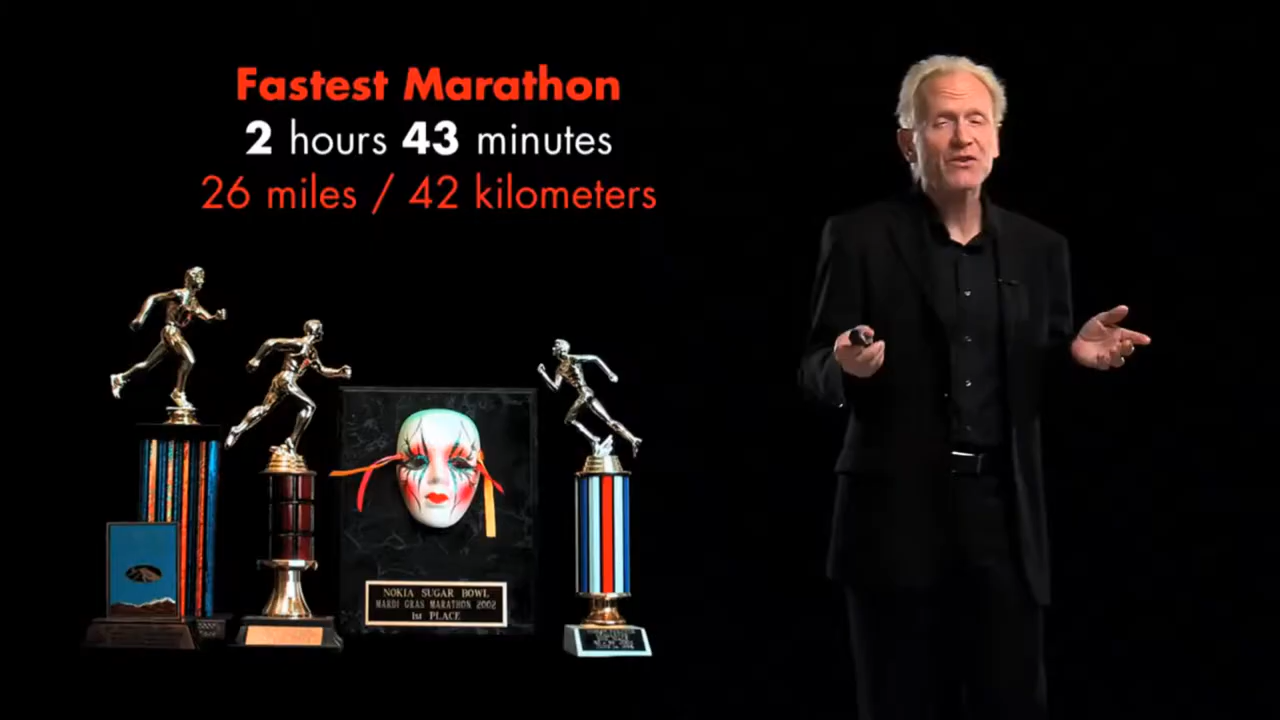 Fastest Marathon
2 hours 43 minutes
26 miles / 42 kilometers
NOKIA SUGAR BOWL
MARDI GRAS MARATHON 2002
1st PLACE